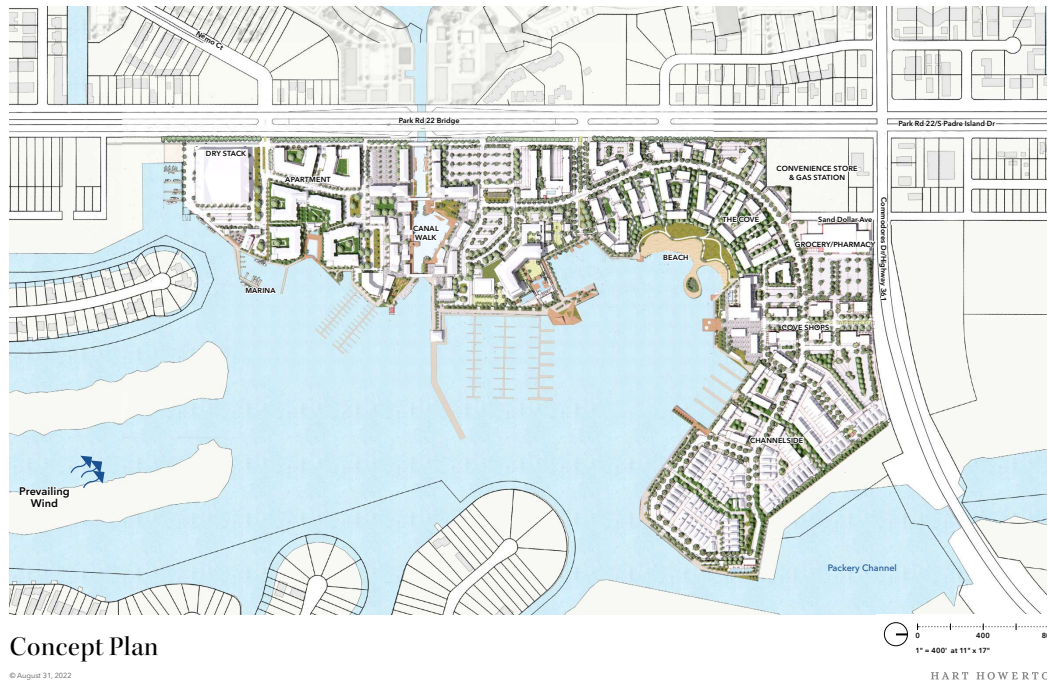 Nemo Ct
Park Rd 22 Bridge
Park Rd 22/S Padre Island Dr
DRY STACK
APARTMENT
CONVENIENCE STORE
& GAS STATION
Sand Dollar Ave
THE COVE
CANAL
WALK
GROCERY/PHARMACY
BEACH
Commodores Dr/Highway 361
MARINA
COVE SHOPS
CHANNELSIDE
Prevailing
Wind
Packery Channel
Concept Plan
0 400 80
1" = 400' at 11" x 17"
© August 31, 2022
HART HOWERTO